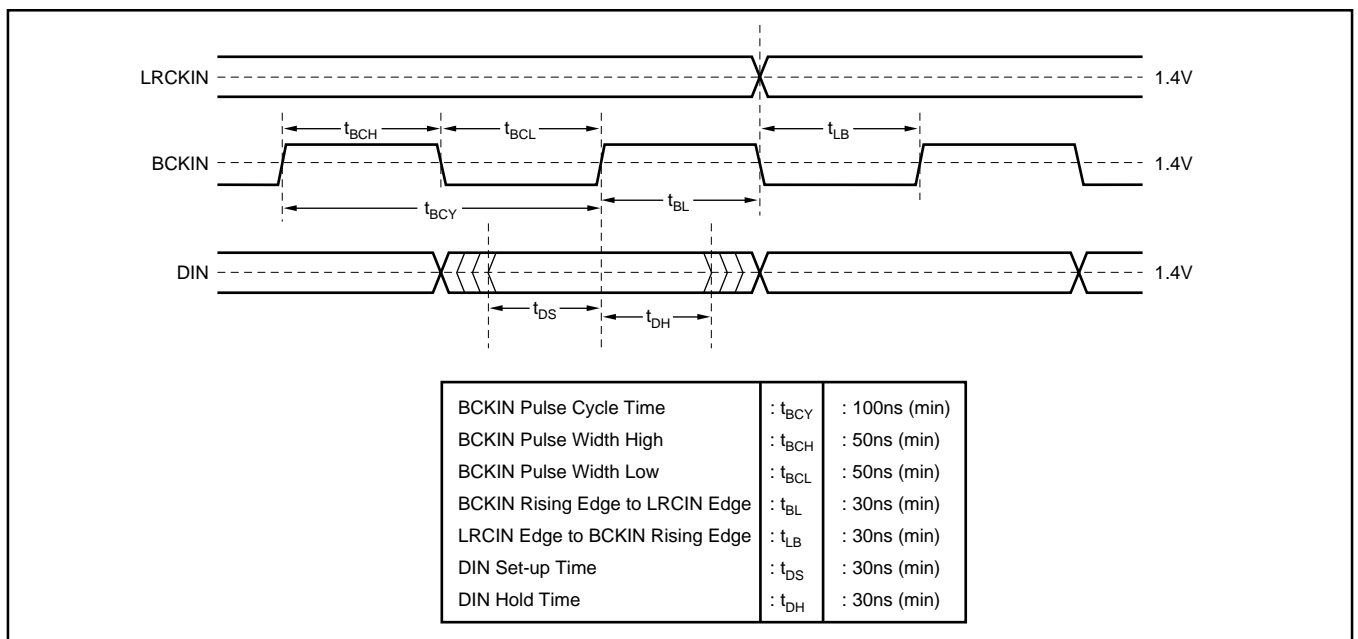 LRCKIN 1.4V
tBCH tBCL tLB
BCKIN 1.4V
tBCY tBL
DIN 1.4V
tDS tDH
BCKIN Pulse Cycle Time : tBCY : 100ns (min)
BCKIN Pulse Width High : tBCH : 50ns (min)
BCKIN Pulse Width Low : tBCL : 50ns (min)
BCKIN Rising Edge to LRCIN Edge : tBL : 30ns (min)
LRCIN Edge to BCKIN Rising Edge : tLB : 30ns (min)
DIN Set-up Time : tDS : 30ns (min)
DIN Hold Time : tDH : 30ns (min)